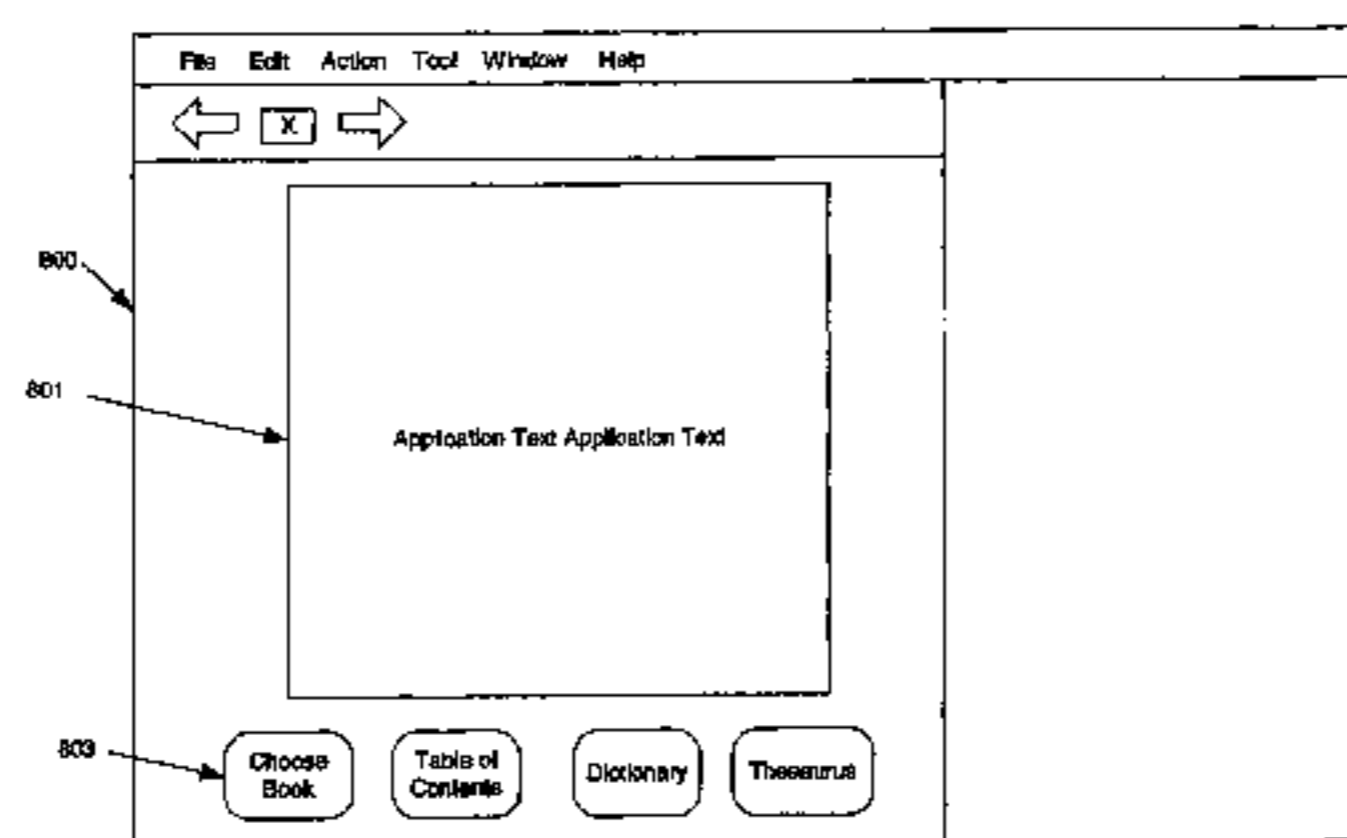 File Edit Action Tool Window Help
X
800
801
Application Text Application Text
803
Choose
Book
Table of
Contents
Dictionary
Thesaurus